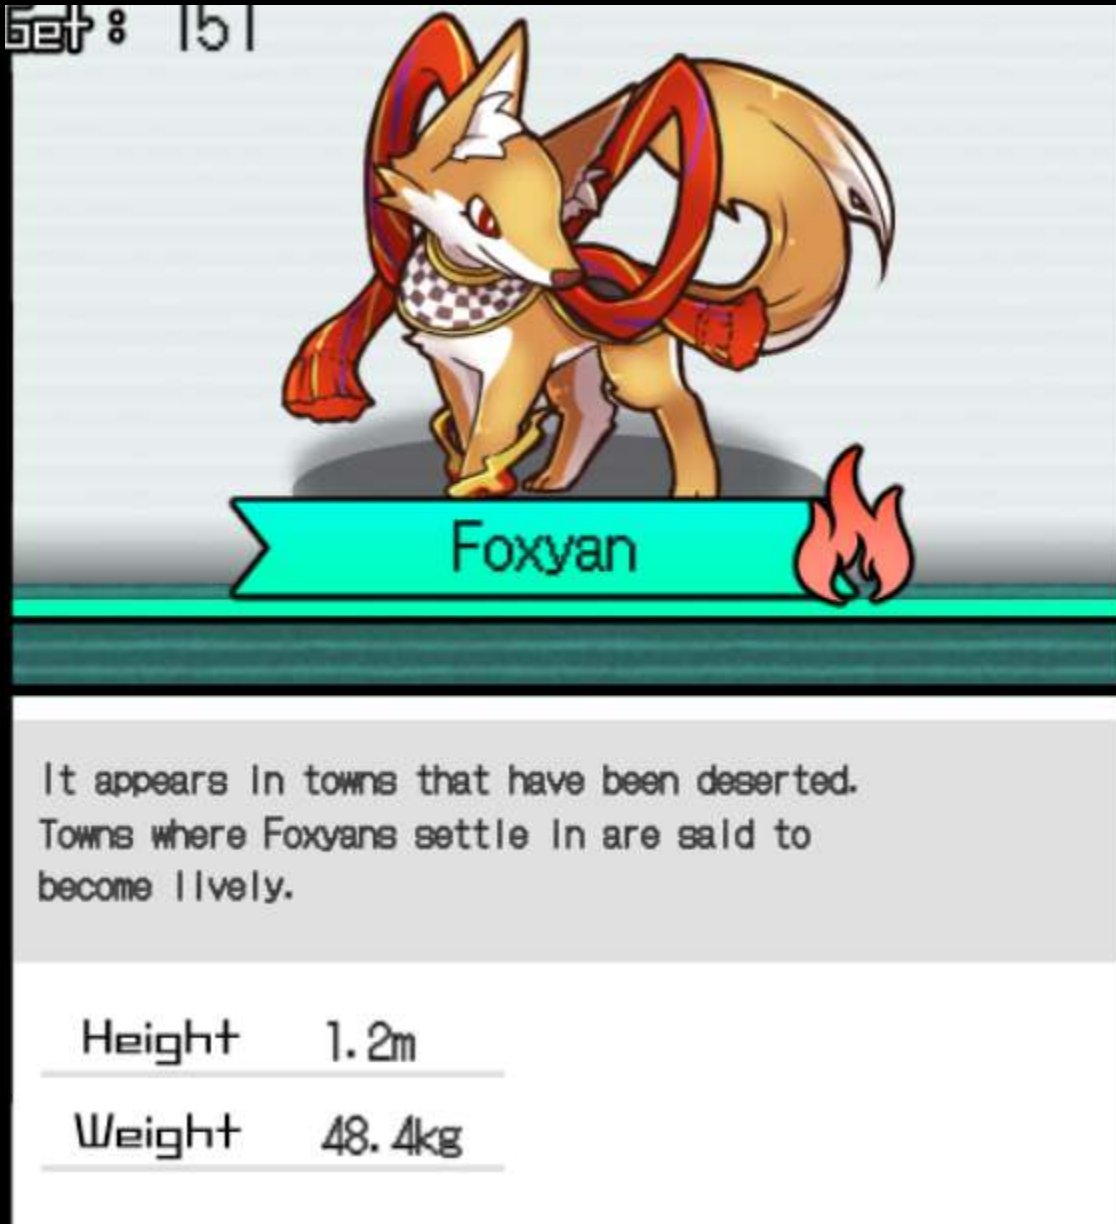 Get: 151
Foxyan
It appears in towns that have been deserted.
Towns where Foxyans settle in are said to
become lively.
Height 1.2m
Weight 48.4kg